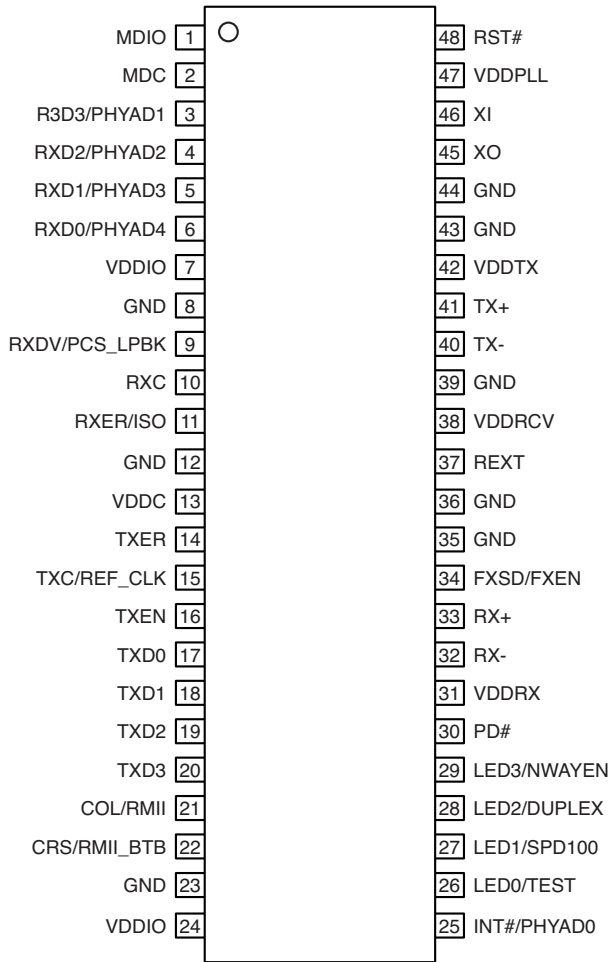 MDIO 1 48 RST#
MDC 2 47 VDDPLL
R3D3/PHYAD1 3 46 XI
RXD2/PHYAD2 4 45 XO
RXD1/PHYAD3 5 44 GND
RXD0/PHYAD4 6 43 GND
VDDIO 7 42 VDDTX
GND 8 41 TX+
RXDV/PCS_LPBK 9 40 TX-
RXC 10 39 GND
RXER/ISO 11 38 VDDRCV
GND 12 37 REXT
VDDC 13 36 GND
TXER 14 35 GND
TXC/REF_CLK 15 34 FXSD/FXEN
TXEN 16 33 RX+
TXD0 17 32 RX-
TXD1 18 31 VDDRX
TXD2 19 30 PD#
TXD3 20 29 LED3/NWAYEN
COL/RMII 21 28 LED2/DUPLEX
CRS/RMII_BTB 22 27 LED1/SPD100
GND 23 26 LED0/TEST
VDDIO 24 25 INT#/PHYAD0